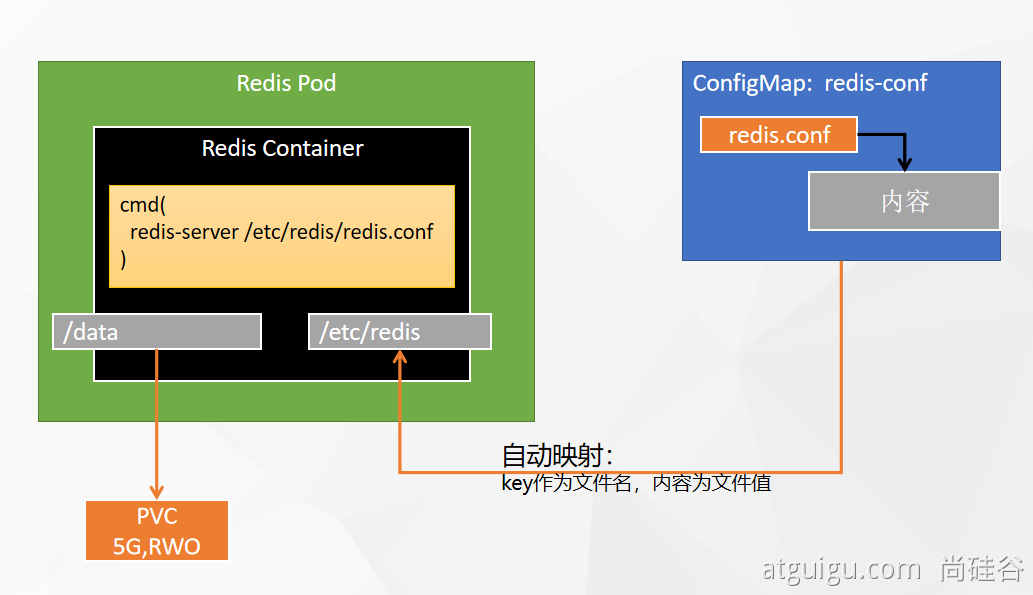 Redis Pod
Redis Container
cmd(
redis-server /etc/redis/redis.conf
)
/data
/etc/redis
PVC
5G,RWO
ConfigMap: redis-conf
redis.conf
内容
自动映射：
key作为文件名，内容为文件值
atguigu.com 尚硅谷